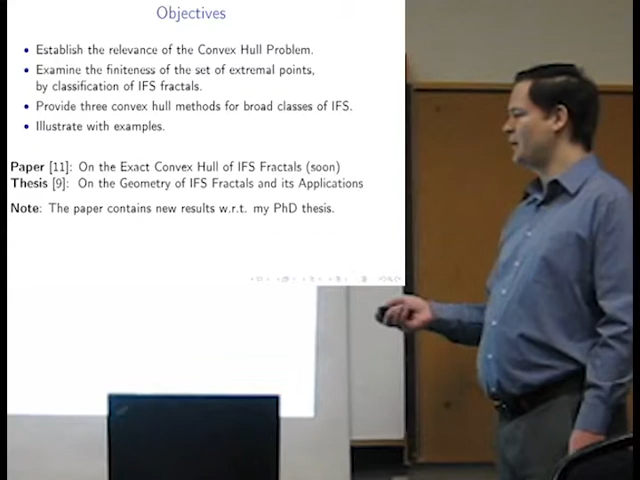 Objectives
• Establish the relevance of the Convex Hull Problem.
• Examine the finiteness of the set of extremal points,
by classification of IFS fractals.
• Provide three convex hull methods for broad classes of IFS.
• Illustrate with examples.
Paper [11]: On the Exact Convex Hull of IFS Fractals (soon)
Thesis [9]: On the Geometry of IFS Fractals and its Applications
Note: The paper contains new results w.r.t. my PhD thesis.